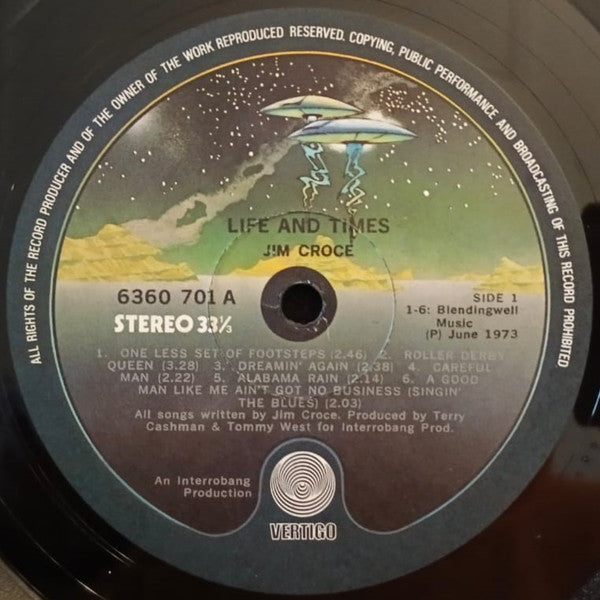 ALL RIGHTS OF THE RECORD PRODUCER AND OF THE OWNER OF THE WORK REPRODUCED RESERVED. COPYING, PUBLIC PERFORMANCE AND BROADCASTING OF THIS RECORD PROHIBITED
LIFE AND TIMES
JIM CROCE
6360 701 A
STEREO 33⅓
SIDE 1
1-6: Blendingwell
Music
(P) June 1973
1. ONE LESS SET OF FOOTSTEPS (2.46) 2. ROLLER DERBY
QUEEN (3.28) 3. DREAMIN' AGAIN (2.38) 4. CAREFUL
MAN (2.22) 5. ALABAMA RAIN (2.14) 6. A GOOD
MAN LIKE ME AIN'T GOT NO BUSINESS (SINGIN'
THE BLUES) (2.03)
All songs written by Jim Croce. Produced by Terry
Cashman & Tommy West for Interrobang Prod.
An Interrobang
Production
VERTIGO